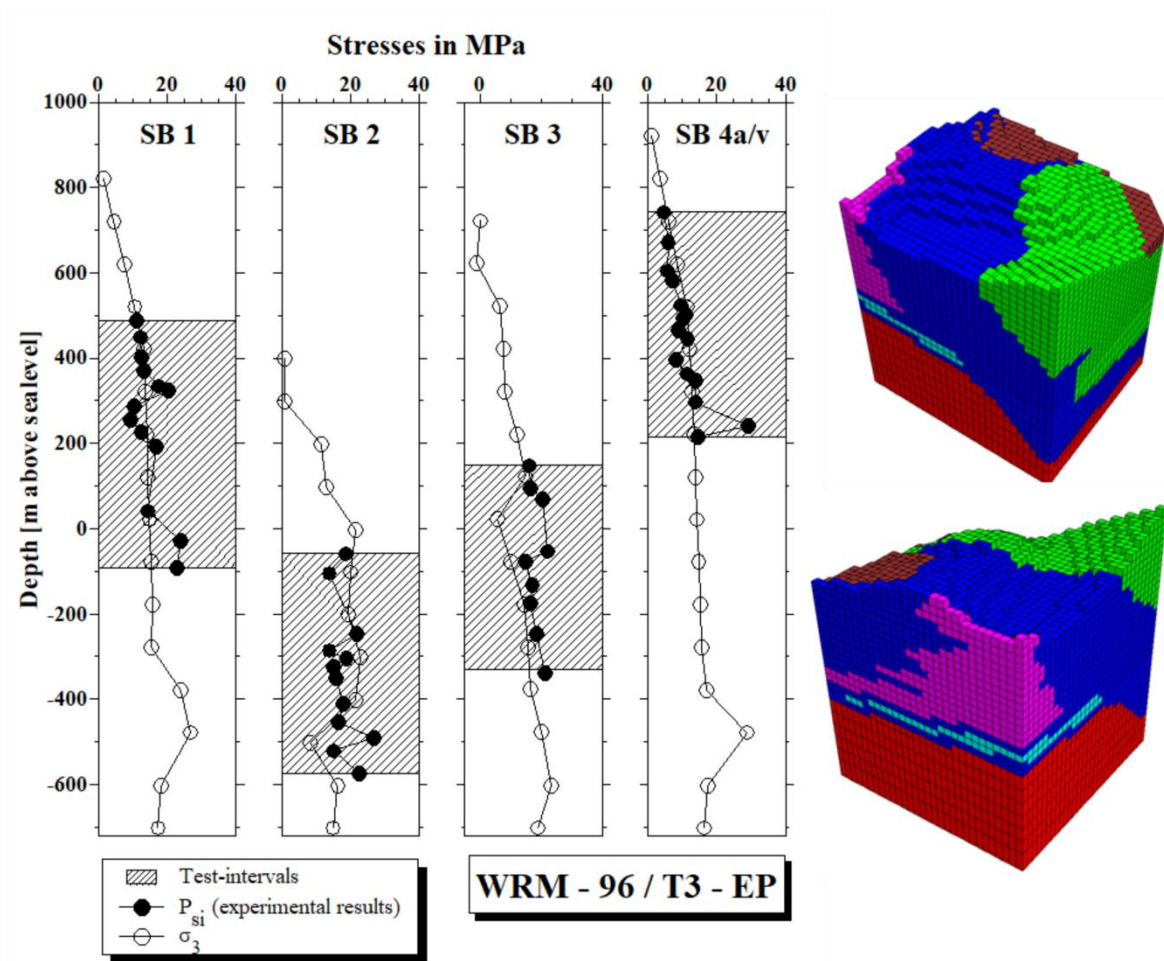 Stresses in MPa
0 20 40 0 20 40 0 20 40 0 20 40
1000
SB 1 SB 2 SB 3 SB 4a/v
800
600
400
200
0
-200
-400
-600
Depth [m above sealevel]
Test-intervals
P_si (experimental results)
σ_3
WRM - 96 / T3 - EP